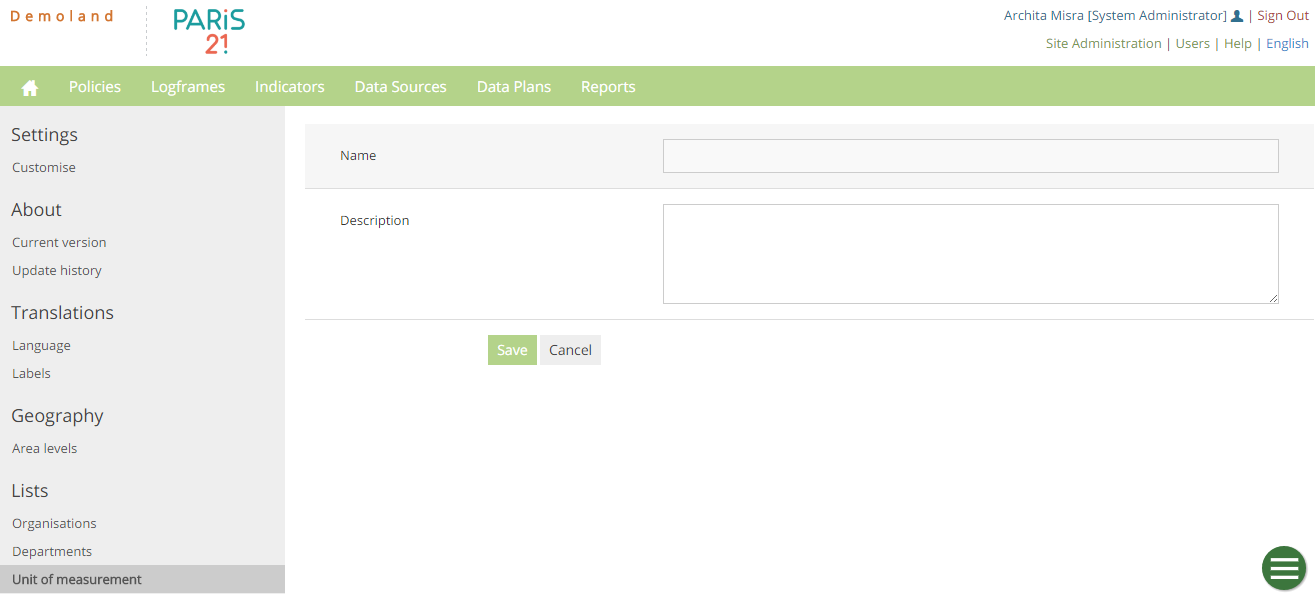 Demoland
PARiS
21
Archita Misra [System Administrator] | Sign Out
Site Administration | Users | Help | English
Policies Logframes Indicators Data Sources Data Plans Reports
Settings
Customise
About
Current version
Update history
Translations
Language
Labels
Geography
Area levels
Lists
Organisations
Departments
Unit of measurement
Name
Description
Save Cancel